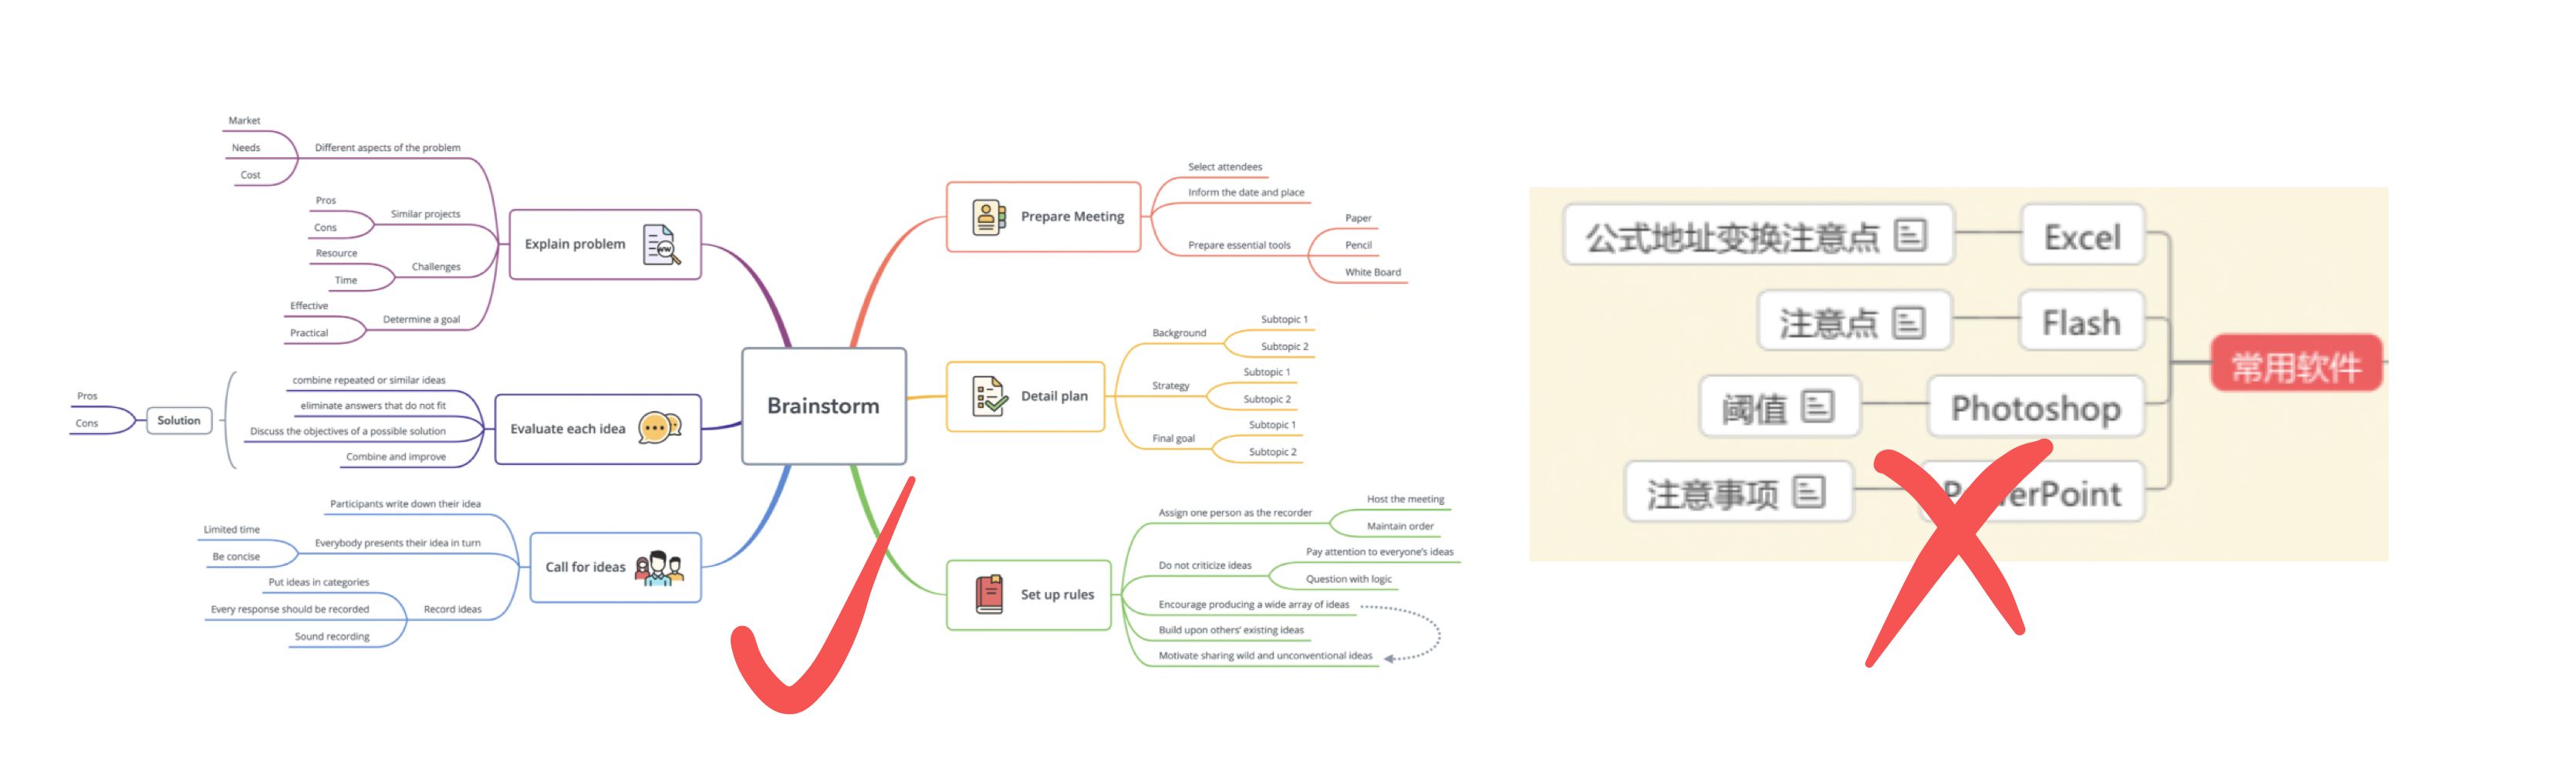 Market
Needs
Cost
Different aspects of the problem
Pros
Cons
Similar projects
Resource
Time
Challenges
Effective
Practical
Determine a goal
Explain problem
Pros
Cons
Solution
combine repeated or similar ideas
eliminate answers that do not fit
Discuss the objectives of a possible solution
Combine and improve
Evaluate each idea
Participants write down their idea
Limited time
Be concise
Everybody presents their idea in turn
Put ideas in categories
Every response should be recorded
Sound recording
Record ideas
Call for ideas
Brainstorm
Prepare Meeting
Select attendees
Inform the date and place
Prepare essential tools
Paper
Pencil
White Board
Detail plan
Background
Subtopic 1
Subtopic 2
Strategy
Subtopic 1
Subtopic 2
Final goal
Subtopic 1
Subtopic 2
Set up rules
Assign one person as the recorder
Host the meeting
Maintain order
Do not criticize ideas
Pay attention to everyone's ideas
Question with logic
Encourage producing a wide array of ideas
Build upon others' existing ideas
Motivate sharing wild and unconventional ideas
公式地址变换注意点
Excel
注意点
Flash
阈值
Photoshop
注意事项
PowerPoint
常用软件